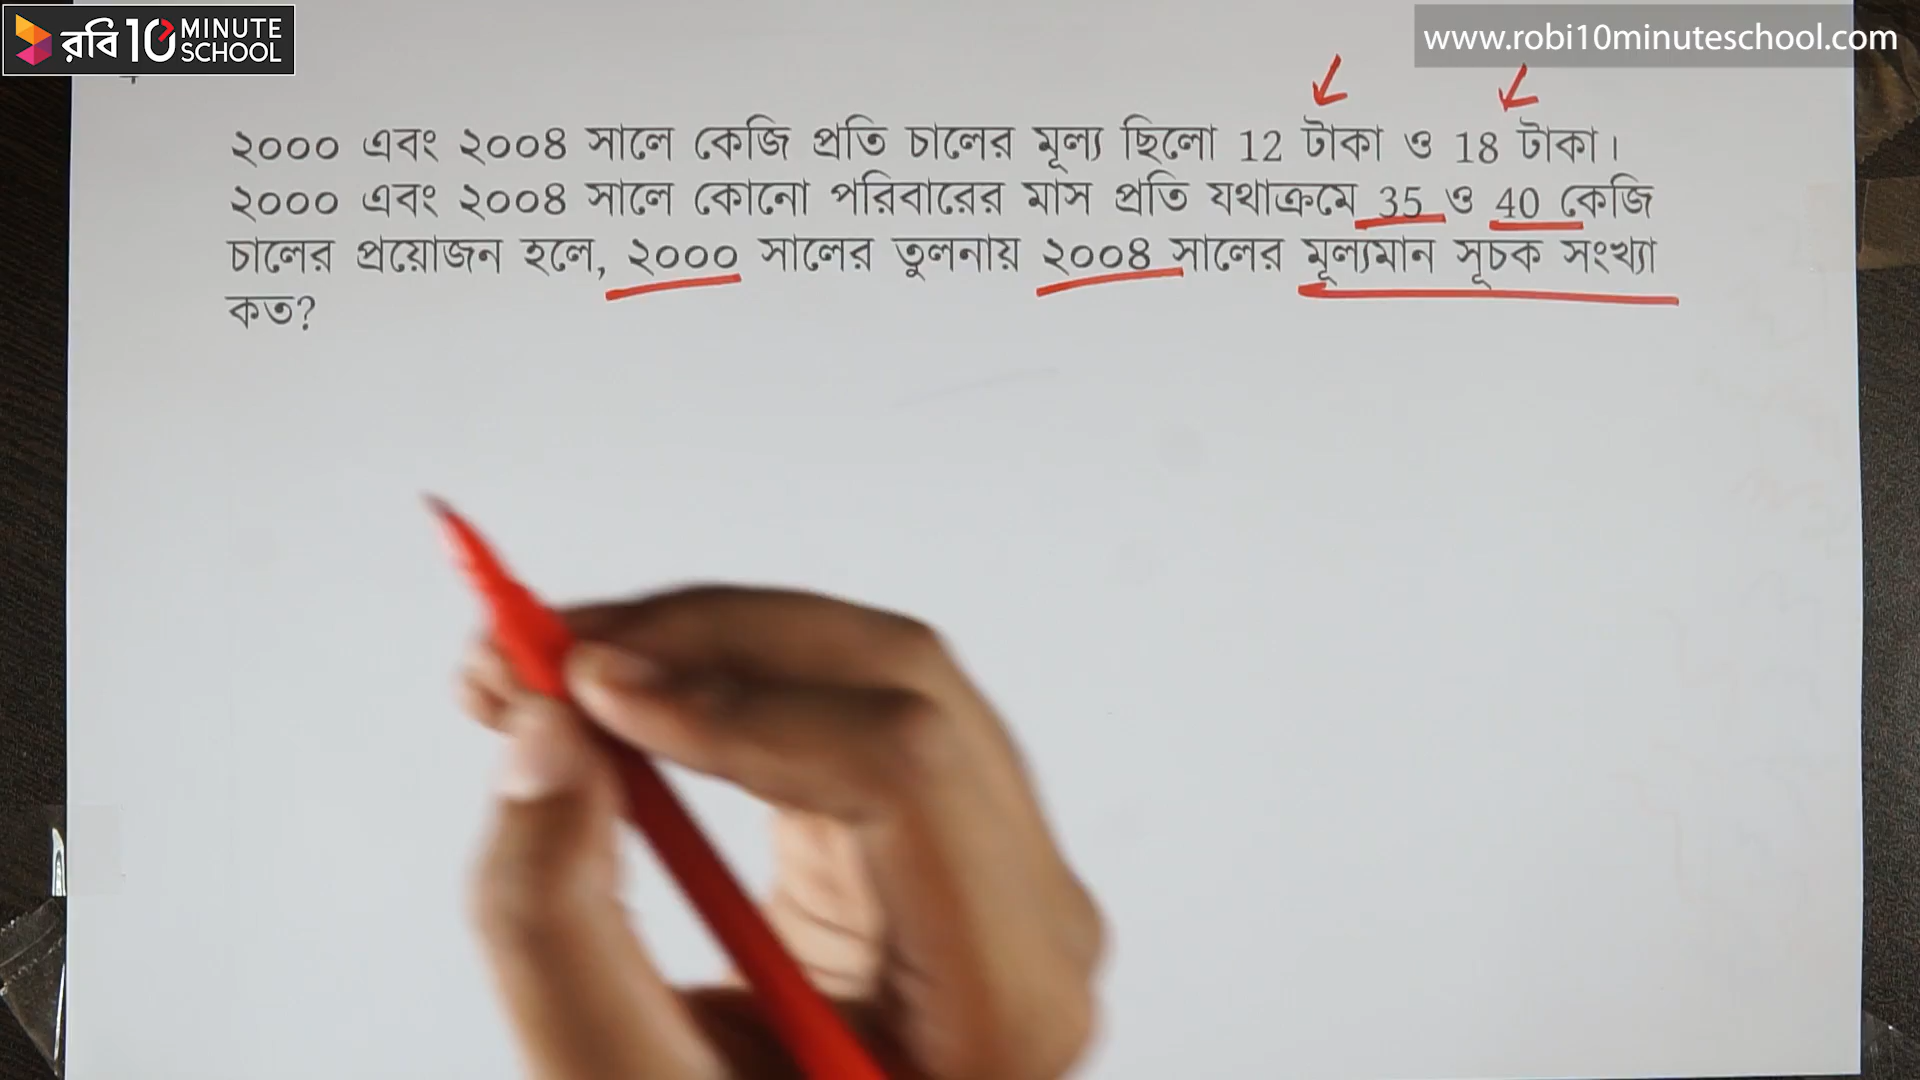 রবি 10 MINUTE SCHOOL
www.robi10minuteschool.com
২০০০ এবং ২০০৪ সালে কেজি প্রতি চালের মূল্য ছিলো 12 টাকা ও 18 টাকা।
২০০০ এবং ২০০৪ সালে কোনো পরিবারের মাস প্রতি যথাক্রমে 35 ও 40 কেজি
চালের প্রয়োজন হলে, ২০০০ সালের তুলনায় ২০০৪ সালের মূল্যমান সূচক সংখ্যা
কত?